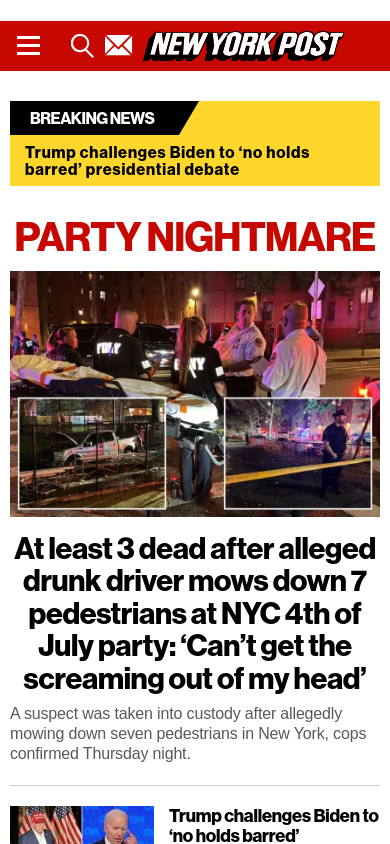 NEW YORK POST
BREAKING NEWS
Trump challenges Biden to ‘no holds
barred’ presidential debate
PARTY NIGHTMARE
At least 3 dead after alleged
drunk driver mows down 7
pedestrians at NYC 4th of
July party: ‘Can’t get the
screaming out of my head’
A suspect was taken into custody after allegedly
mowing down seven pedestrians in New York, cops
confirmed Thursday night.
Trump challenges Biden to
‘no holds barred’